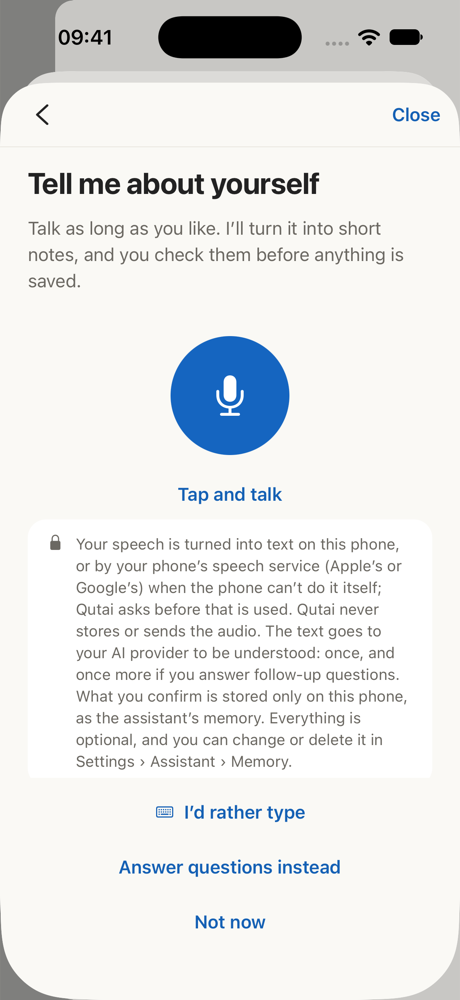 09:41
Close
Tell me about yourself
Talk as long as you like. I’ll turn it into short
notes, and you check them before anything is
saved.
Tap and talk
Your speech is turned into text on this phone,
or by your phone’s speech service (Apple’s or
Google’s) when the phone can’t do it itself;
Qutai asks before that is used. Qutai never
stores or sends the audio. The text goes to
your AI provider to be understood: once, and
once more if you answer follow-up questions.
What you confirm is stored only on this phone,
as the assistant’s memory. Everything is
optional, and you can change or delete it in
Settings › Assistant › Memory.
I’d rather type
Answer questions instead
Not now